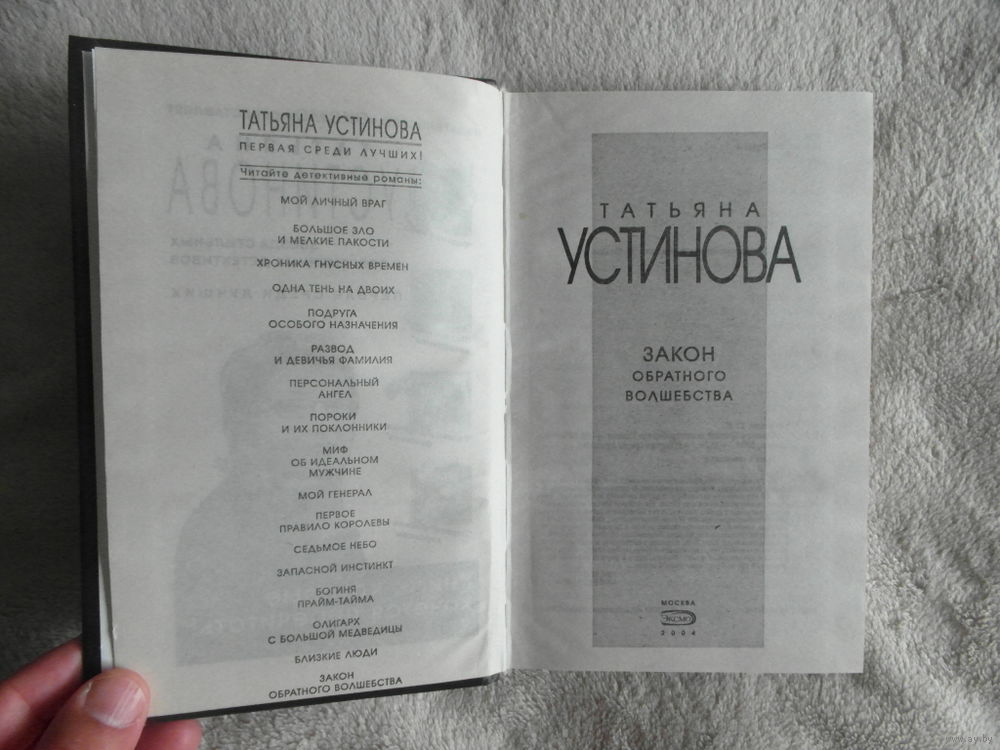 ТАТЬЯНА УСТИНОВА
ПЕРВАЯ СРЕДИ ЛУЧШИХ!
Читайте детективные романы:
МОЙ ЛИЧНЫЙ ВРАГ
БОЛЬШОЕ ЗЛО
И МЕЛКИЕ ПАКОСТИ
ХРОНИКА ГНУСНЫХ ВРЕМЕН
ОДНА ТЕНЬ НА ДВОИХ
ПОДРУГА
ОСОБОГО НАЗНАЧЕНИЯ
РАЗВОД
И ДЕВИЧЬЯ ФАМИЛИЯ
ПЕРСОНАЛЬНЫЙ
АНГЕЛ
ПОРОКИ
И ИХ ПОКЛОННИКИ
МИФ
ОБ ИДЕАЛЬНОМ
МУЖЧИНЕ
МОЙ ГЕНЕРАЛ
ПЕРВОЕ
ПРАВИЛО КОРОЛЕВЫ
СЕДЬМОЕ НЕБО
ЗАПАСНОЙ ИНСТИНКТ
БОГИНЯ
ПРАЙМ-ТАЙМА
ОЛИГАРХ
С БОЛЬШОЙ МЕДВЕДИЦЫ
БЛИЗКИЕ ЛЮДИ
ЗАКОН
ОБРАТНОГО ВОЛШЕБСТВА
ТАТЬЯНА
УСТИНОВА
ЗАКОН
ОБРАТНОГО
ВОЛШЕБСТВА
МОСКВА
ЭКСМО
2004
www.ay.by